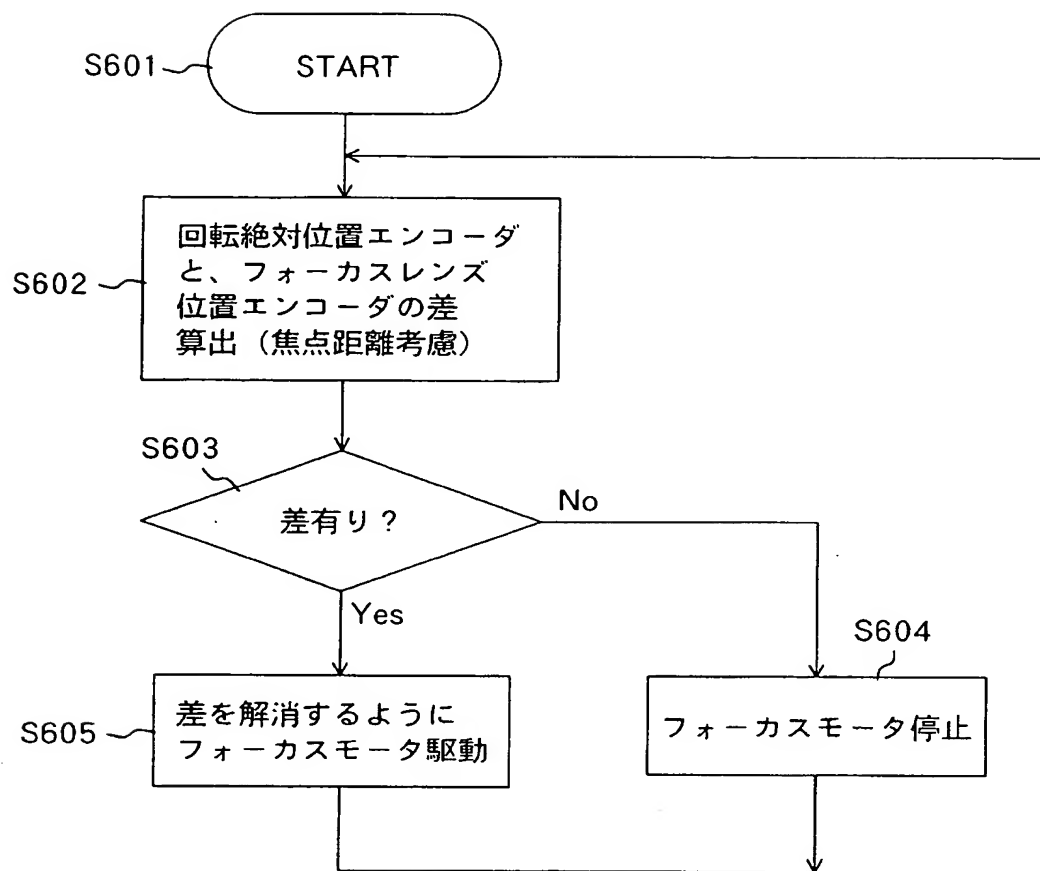 S601
START
S602
回転絶対位置エンコーダ
と、フォーカスレンズ
位置エンコーダの差
算出（焦点距離考慮）
S603
差有り？
No
Yes
S604
フォーカスモータ停止
S605
差を解消するように
フォーカスモータ駆動